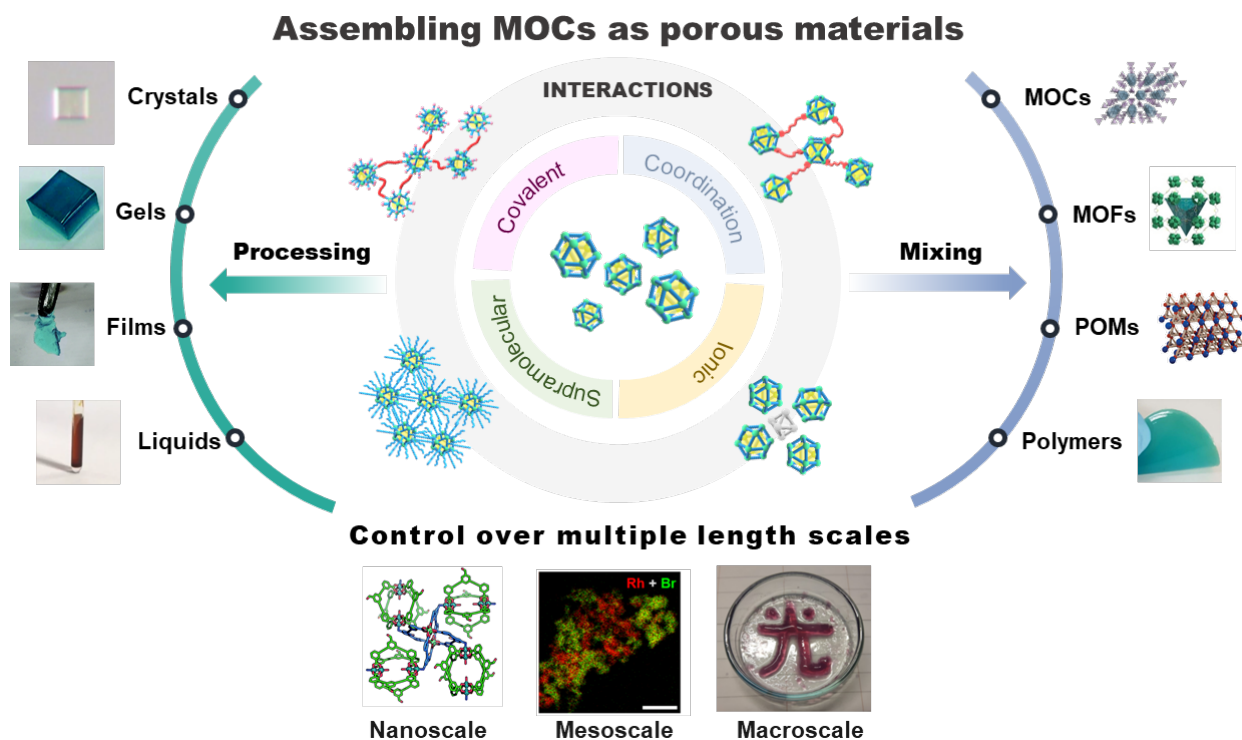 Assembling MOCs as porous materials
INTERACTIONS
Crystals
Gels
Films
Liquids
Processing
Covalent
Coordination
Supramolecular
Ionic
Mixing
MOCs
MOFs
POMs
Polymers
Control over multiple length scales
Rh + Br
光
Nanoscale
Mesoscale
Macroscale